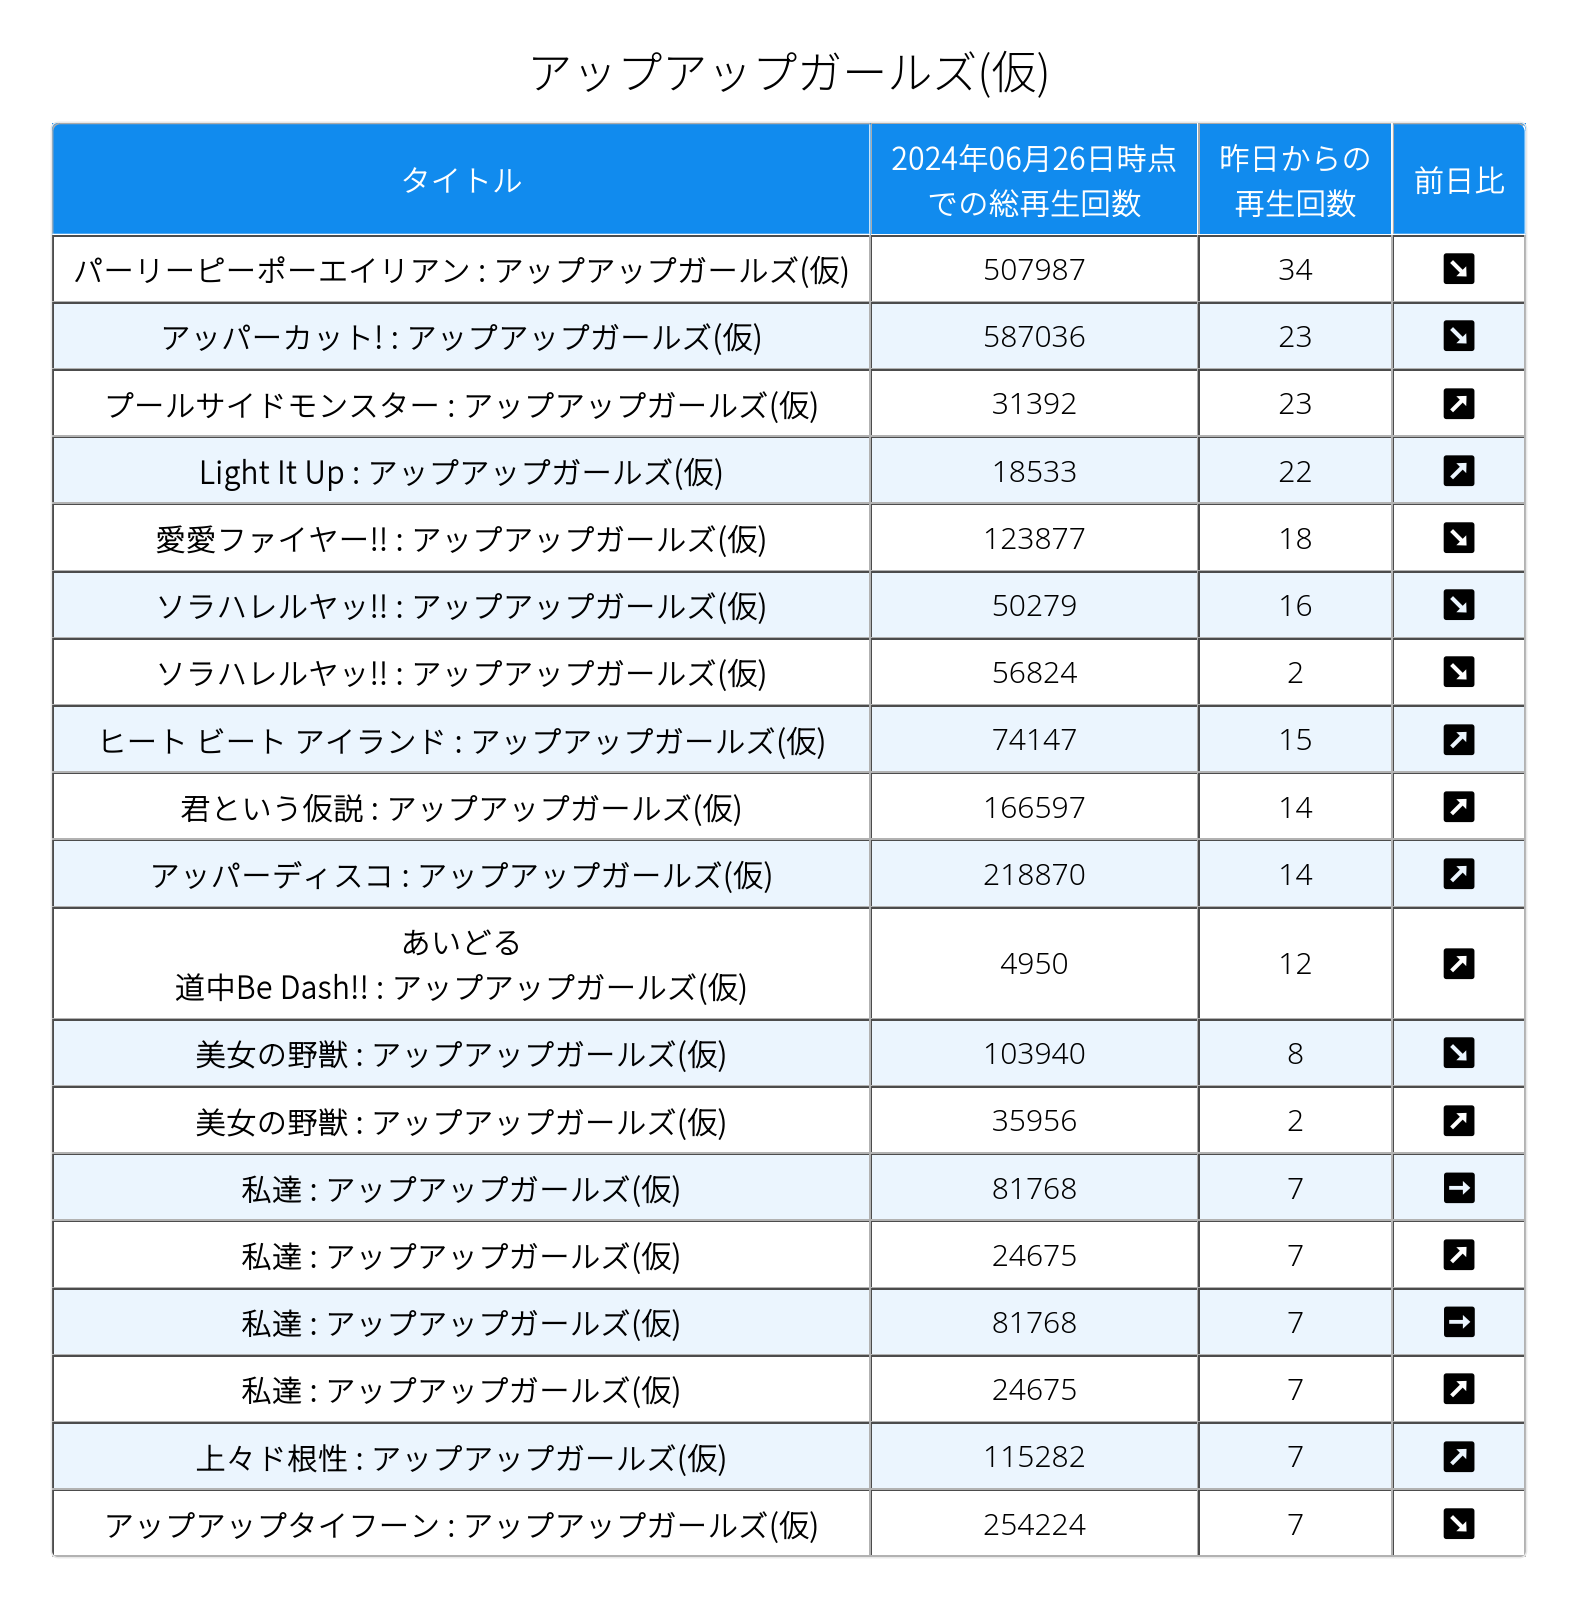 アップアップガールズ(仮)
タイトル
2024年06月26日時点
での総再生回数
昨日からの
再生回数
前日比
パーリーピーポーエイリアン : アップアップガールズ(仮) 507987 34 ↘
アッパーカット! : アップアップガールズ(仮) 587036 23 ↘
プールサイドモンスター : アップアップガールズ(仮) 31392 23 ↗
Light It Up : アップアップガールズ(仮) 18533 22 ↗
愛愛ファイヤー!! : アップアップガールズ(仮) 123877 18 ↘
ソラハレルヤッ!! : アップアップガールズ(仮) 50279 16 ↘
ソラハレルヤッ!! : アップアップガールズ(仮) 56824 2 ↘
ヒート ビート アイランド : アップアップガールズ(仮) 74147 15 ↗
君という仮説 : アップアップガールズ(仮) 166597 14 ↗
アッパーディスコ : アップアップガールズ(仮) 218870 14 ↗
あいどる
道中Be Dash!! : アップアップガールズ(仮) 4950 12 ↗
美女の野獣 : アップアップガールズ(仮) 103940 8 ↘
美女の野獣 : アップアップガールズ(仮) 35956 2 ↗
私達 : アップアップガールズ(仮) 81768 7 →
私達 : アップアップガールズ(仮) 24675 7 ↗
私達 : アップアップガールズ(仮) 81768 7 →
私達 : アップアップガールズ(仮) 24675 7 ↗
上々ド根性 : アップアップガールズ(仮) 115282 7 ↗
アップアップタイフーン : アップアップガールズ(仮) 254224 7 ↘